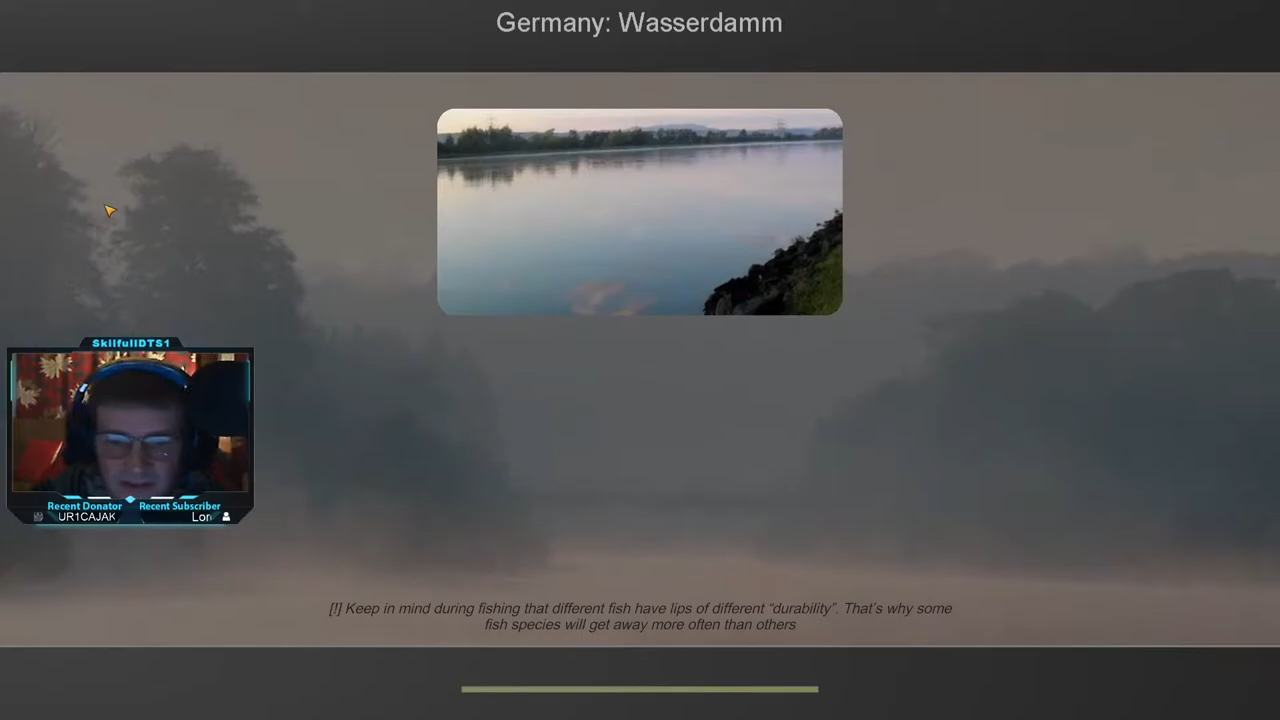 Germany: Wasserdamm
SkilfullDTS1
Recent Donator Recent Subscriber
UR1CAJAK Lor
[!] Keep in mind during fishing that different fish have lips of different “durability”. That’s why some
fish species will get away more often than others